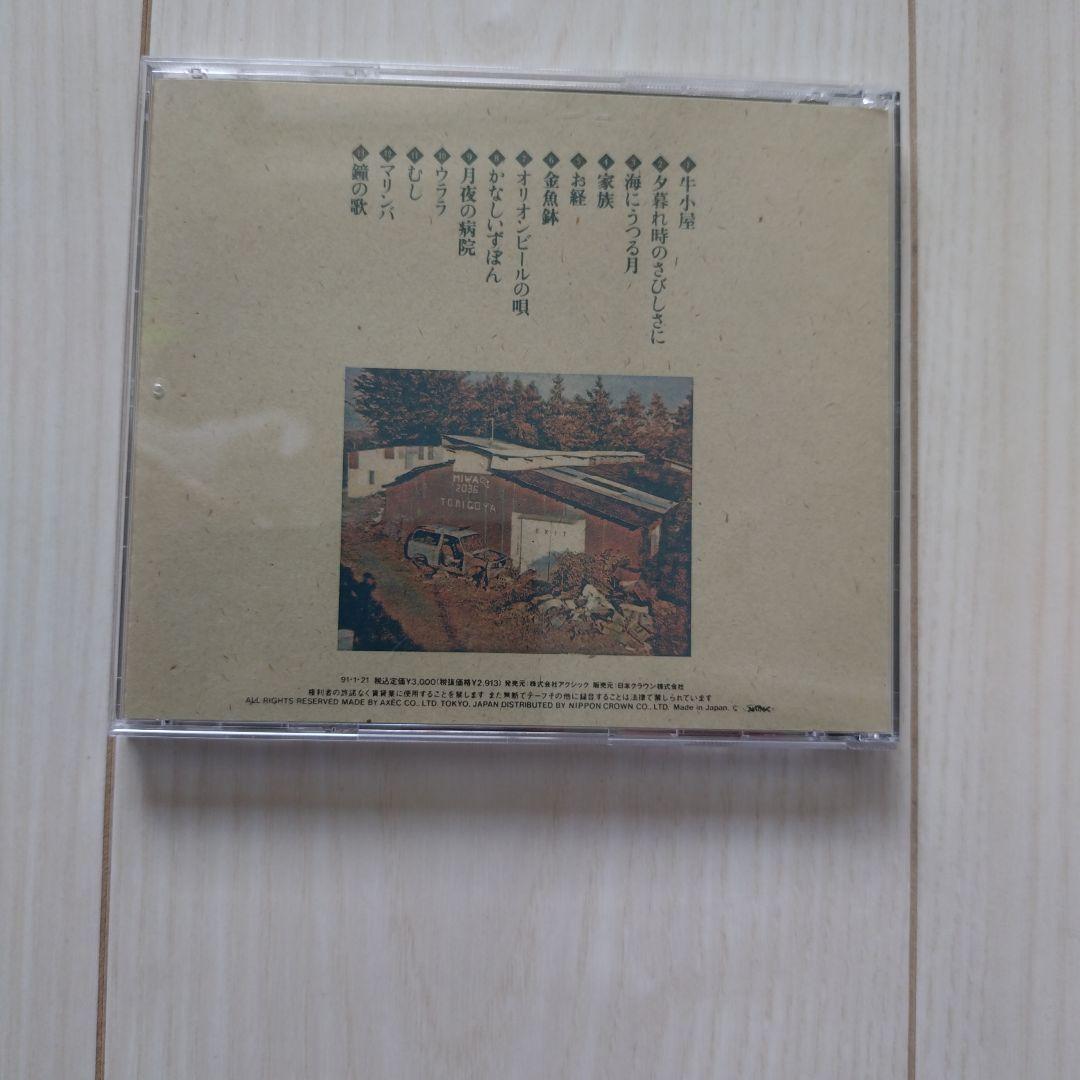 1 牛小屋
2 夕暮れ時のさびしさに
3 海にうつる月
4 家族
5 お経
6 金魚鉢
7 オリオンビールの唄
8 かなしいずぼん
9 月夜の病院
10 ウララ
11 むし
12 マリンバ
13 鐘の歌
MIWA
2036
TORIGOYA
EXIT
91・1・21 税込定価¥3,000(税抜価格¥2,913) 発売元:株式会社アクシック 販売元:日本クラウン株式会社
権利者の許諾なく賃貸業に使用することを禁します また無断でテープその他に録音することは法律で禁しられています
ALL RIGHTS RESERVED MADE BY AXEC CO., LTD. TOKYO, JAPAN DISTRIBUTED BY NIPPON CROWN CO., LTD. Made in Japan.